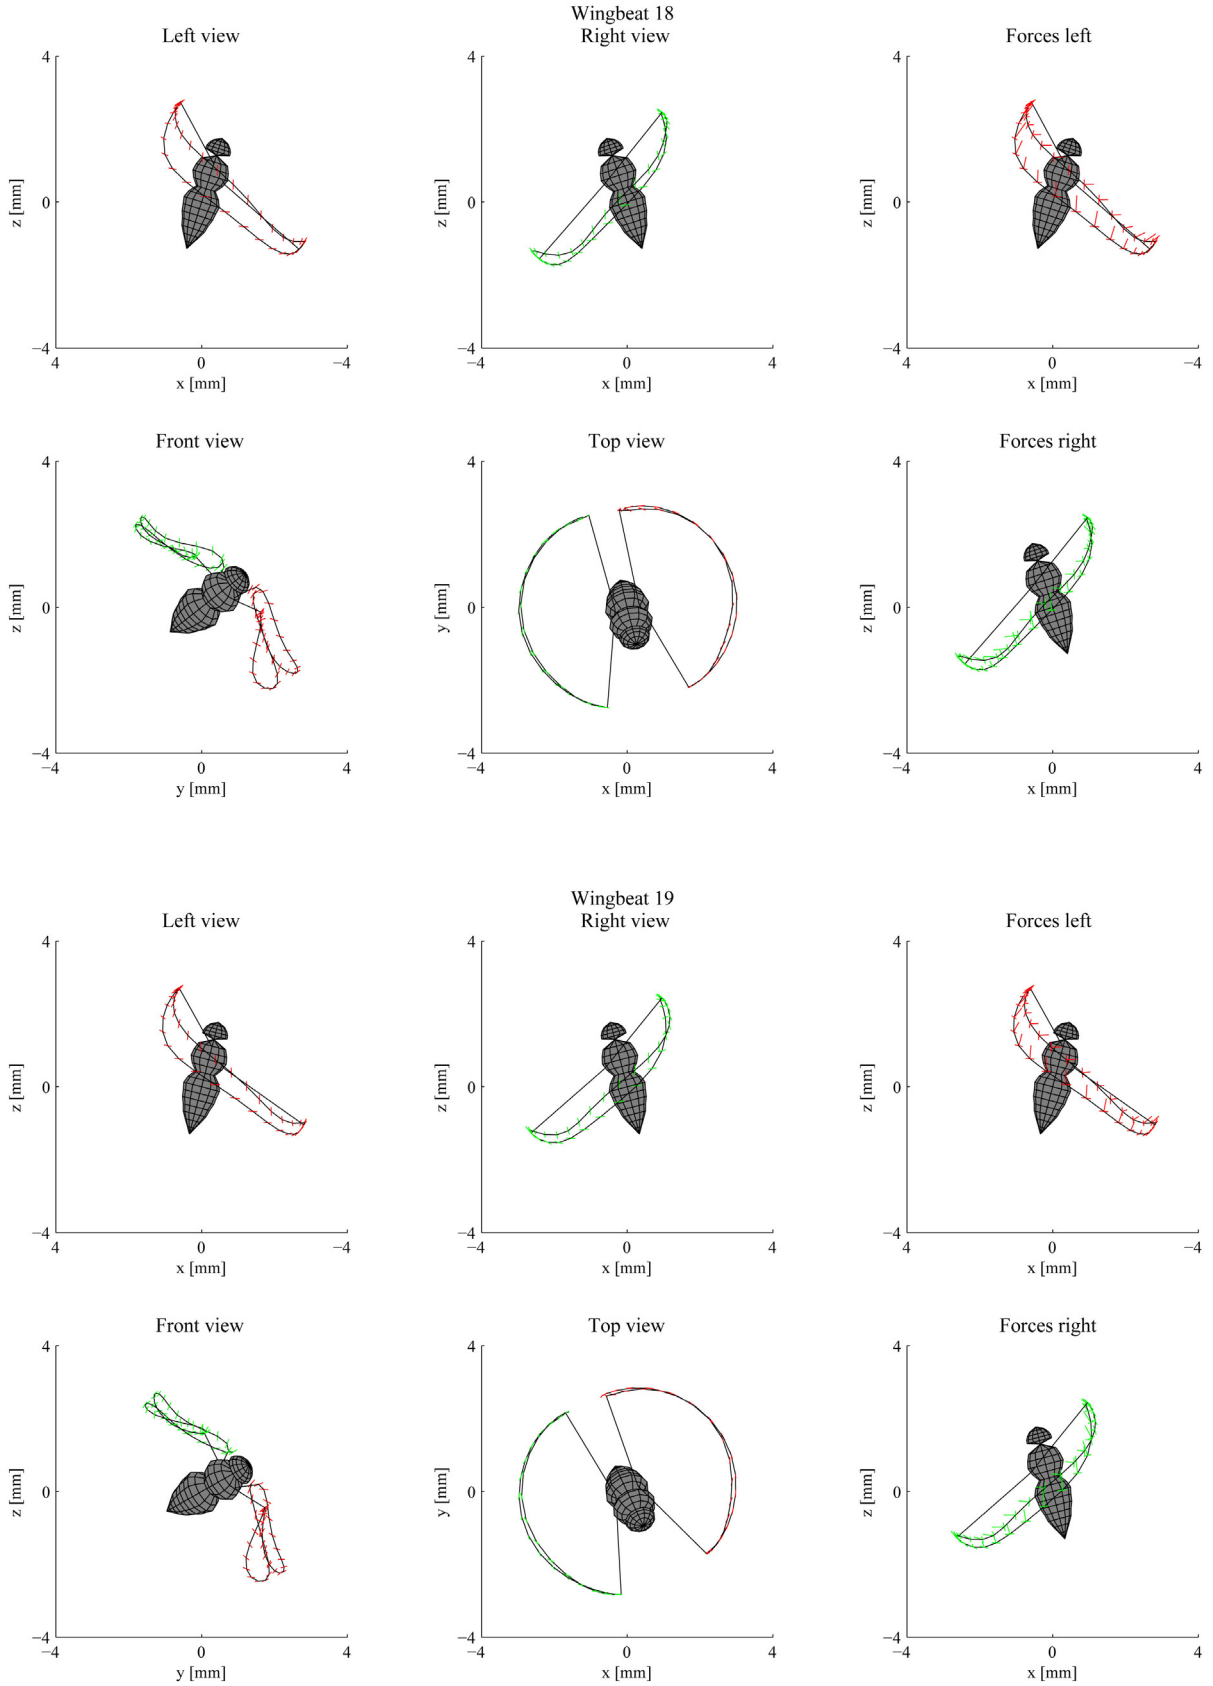 Wingbeat 18
Left view
Right view
Forces left
4
4
4
z [mm]
0
z [mm]
0
z [mm]
0
−4
−4
−4
4
0
−4
−4
0
4
4
0
−4
x [mm]
x [mm]
x [mm]
Front view
Top view
Forces right
4
4
4
z [mm]
0
y [mm]
0
z [mm]
0
−4
−4
−4
−4
0
4
−4
0
4
−4
0
4
y [mm]
x [mm]
x [mm]
Wingbeat 19
Left view
Right view
Forces left
4
4
4
z [mm]
0
z [mm]
0
z [mm]
0
−4
−4
−4
4
0
−4
−4
0
4
4
0
−4
x [mm]
x [mm]
x [mm]
Front view
Top view
Forces right
4
4
4
z [mm]
0
y [mm]
0
z [mm]
0
−4
−4
−4
−4
0
4
−4
0
4
−4
0
4
y [mm]
x [mm]
x [mm]